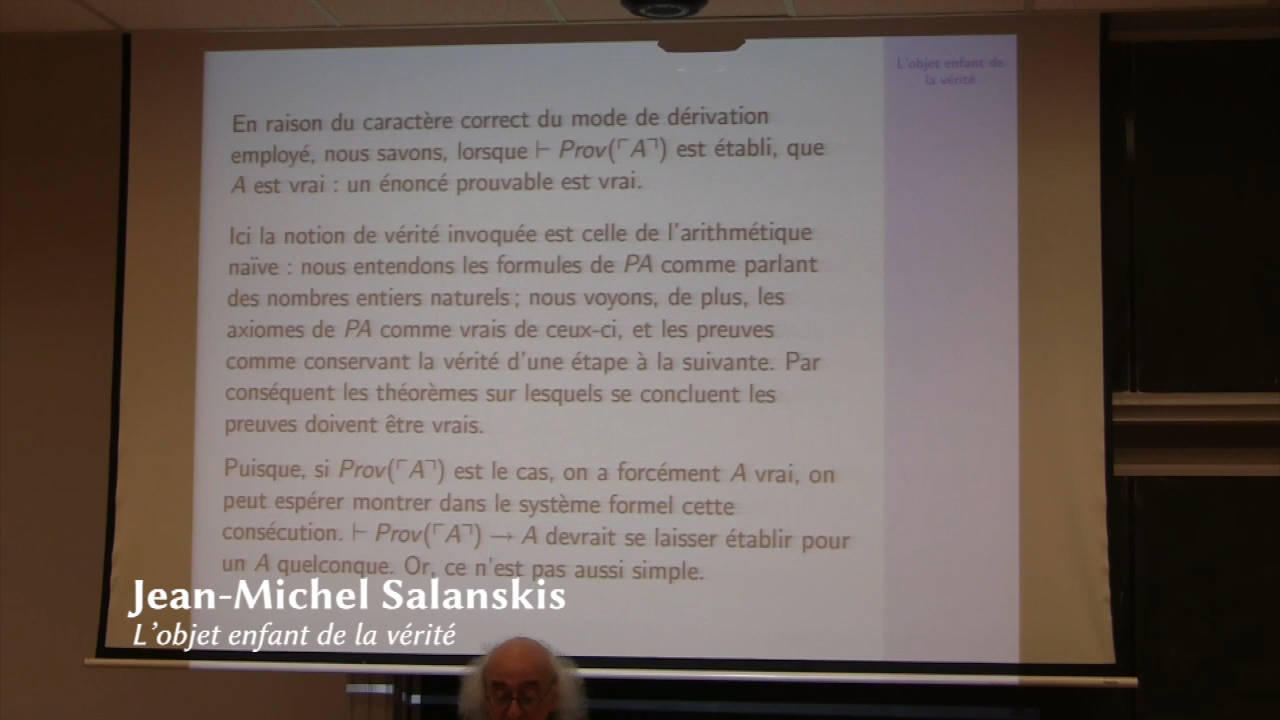 L'objet enfant de
la vérité
En raison du caractère correct du mode de dérivation
employé, nous savons, lorsque ⊢ Prov(⌜A⌝) est établi, que
A est vrai : un énoncé prouvable est vrai.
Ici la notion de vérité invoquée est celle de l'arithmétique
naïve : nous entendons les formules de PA comme parlant
des nombres entiers naturels ; nous voyons, de plus, les
axiomes de PA comme vrais de ceux-ci, et les preuves
comme conservant la vérité d'une étape à la suivante. Par
conséquent les théorèmes sur lesquels se concluent les
preuves doivent être vrais.
Puisque, si Prov(⌜A⌝) est le cas, on a forcément A vrai, on
peut espérer montrer dans le système formel cette
consécution. ⊢ Prov(⌜A⌝) → A devrait se laisser établir pour
un A quelconque. Or, ce n'est pas aussi simple.
Jean-Michel Salanskis
L'objet enfant de la vérité